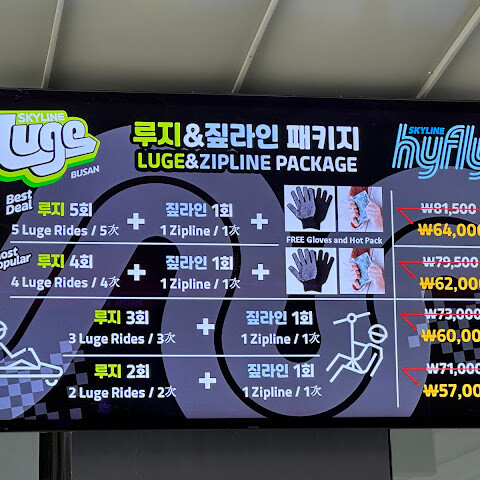 SKYLINE
Luge
BUSAN
루지&짚라인 패키지
LUGE&ZIPLINE PACKAGE
SKYLINE
hyfly
Best
Deal
루지 5회 + 짚라인 1회 +
5 Luge Rides / 5次 1 Zipline / 1次
FREE Gloves and Hot Pack
₩81,500
₩64,000
Most
Popular
루지 4회 + 짚라인 1회 +
4 Luge Rides / 4次 1 Zipline / 1次
₩79,500
₩62,000
루지 3회 + 짚라인 1회
3 Luge Rides / 3次 1 Zipline / 1次
₩73,000
₩60,000
루지 2회 + 짚라인 1회
2 Luge Rides / 2次 1 Zipline / 1次
₩71,000
₩57,000